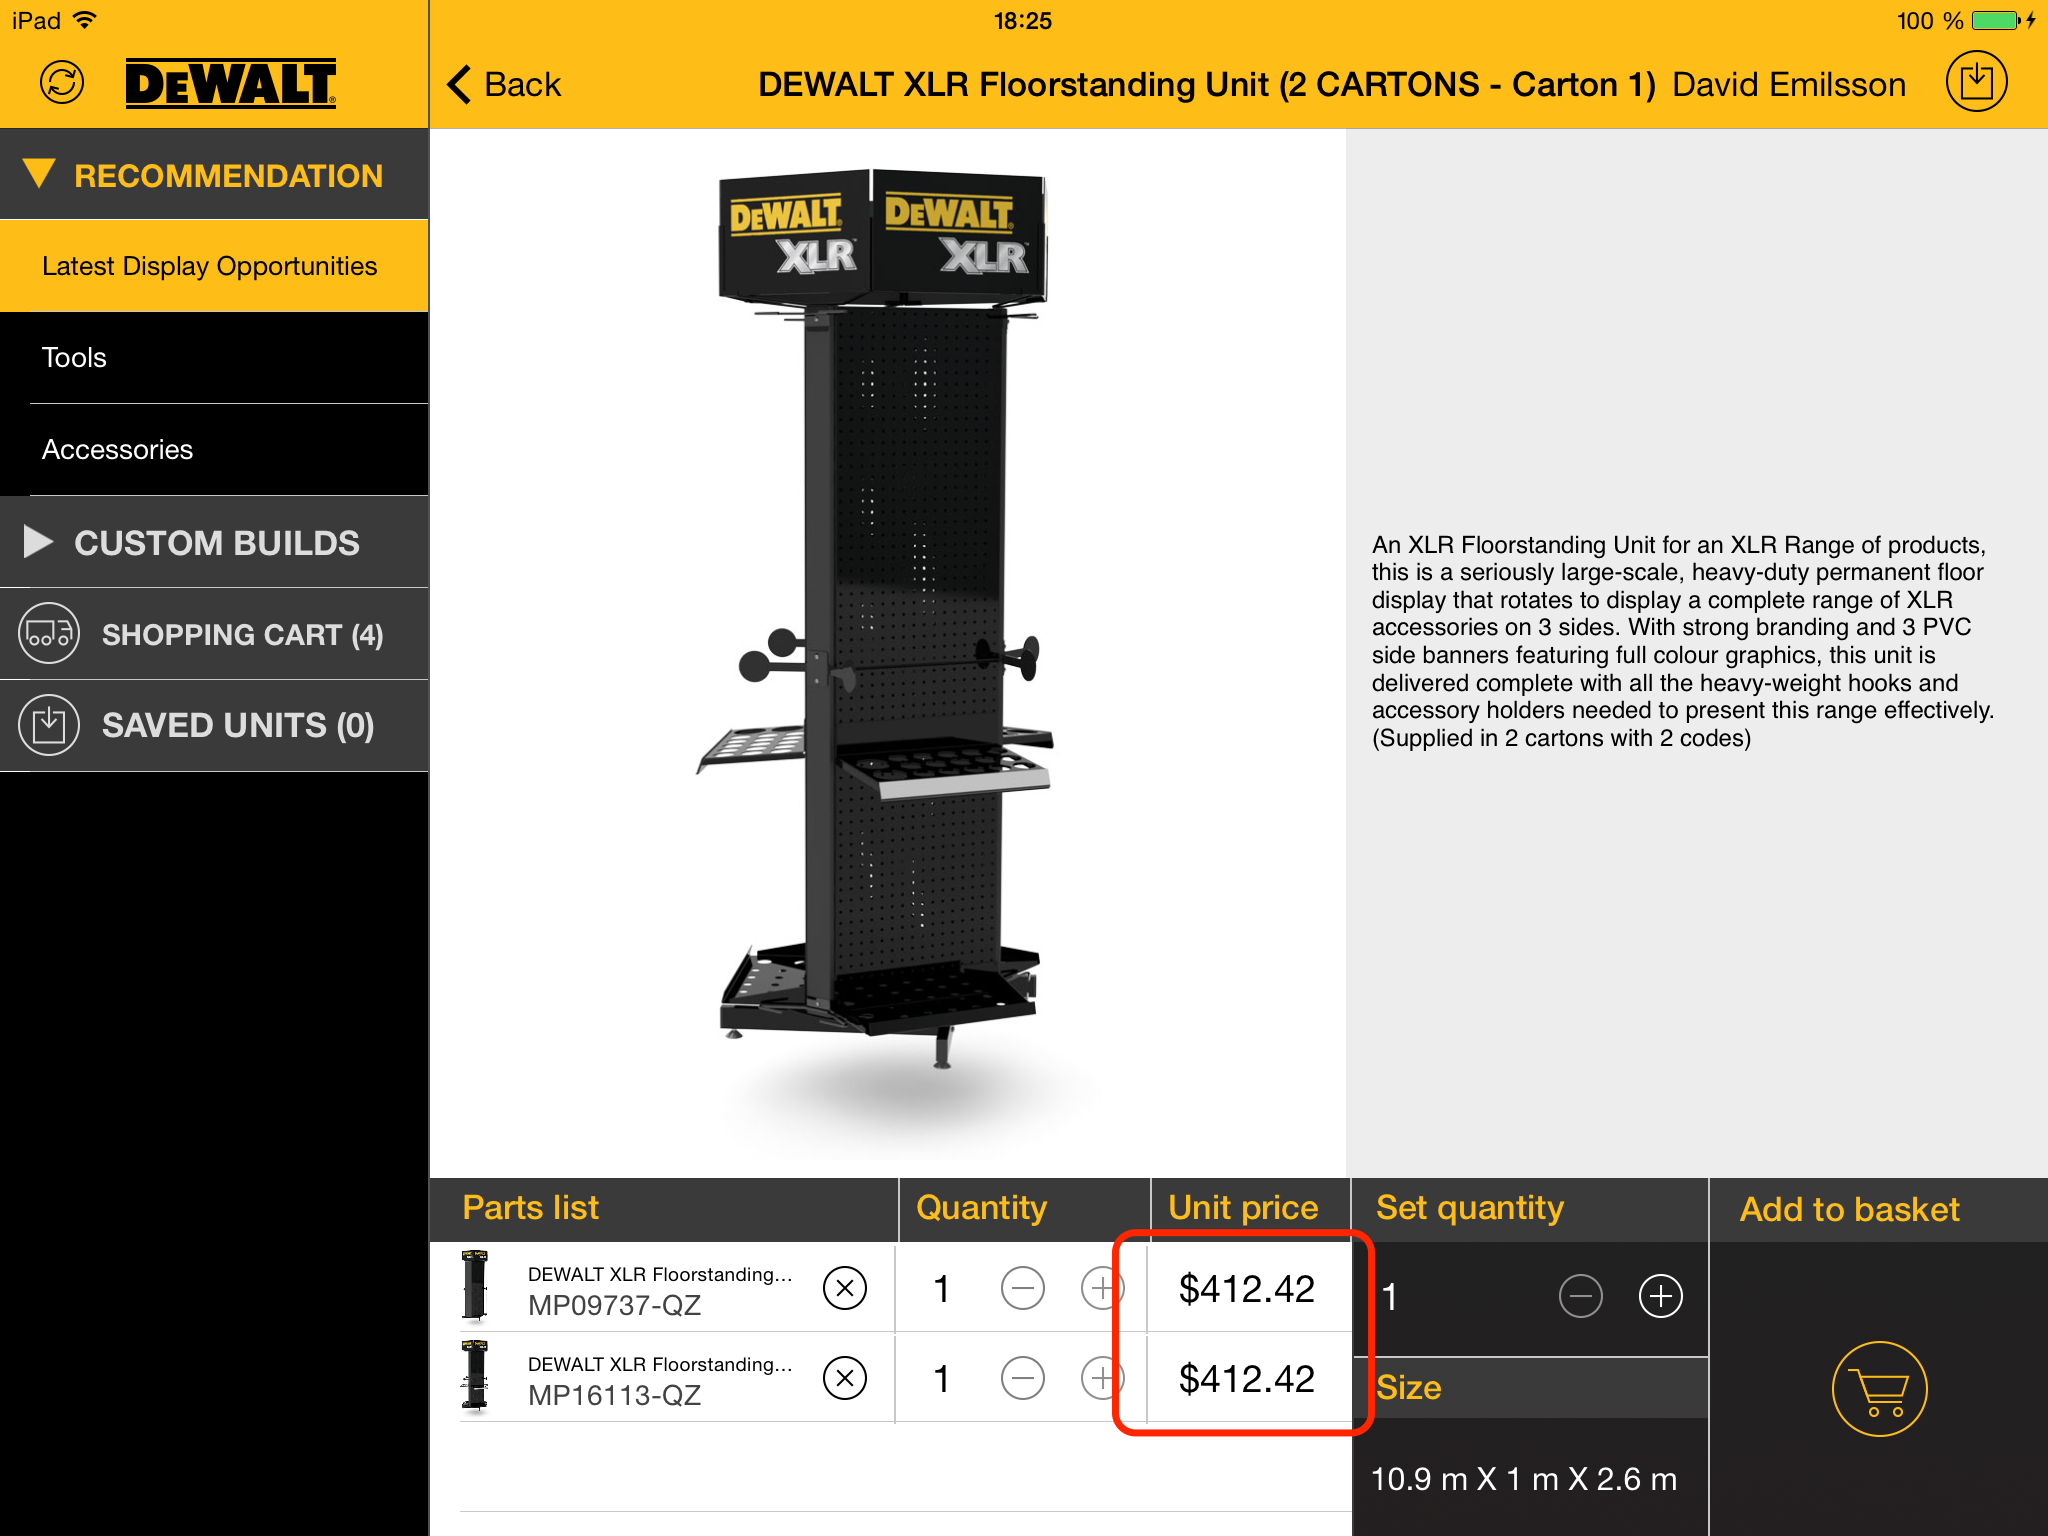 iPad
18:25
100 %
DEWALT
Back
DEWALT XLR Floorstanding Unit (2 CARTONS - Carton 1) David Emilsson
RECOMMENDATION
Latest Display Opportunities
Tools
Accessories
CUSTOM BUILDS
SHOPPING CART (4)
SAVED UNITS (0)
DEWALT XLR
DEWALT XLR
An XLR Floorstanding Unit for an XLR Range of products,
this is a seriously large-scale, heavy-duty permanent floor
display that rotates to display a complete range of XLR
accessories on 3 sides. With strong branding and 3 PVC
side banners featuring full colour graphics, this unit is
delivered complete with all the heavy-weight hooks and
accessory holders needed to present this range effectively.
(Supplied in 2 cartons with 2 codes)
Parts list
Quantity
Unit price
Set quantity
Add to basket
DEWALT XLR Floorstanding...
MP09737-QZ
1
$412.42
DEWALT XLR Floorstanding...
MP16113-QZ
1
$412.42
1
Size
10.9 m X 1 m X 2.6 m